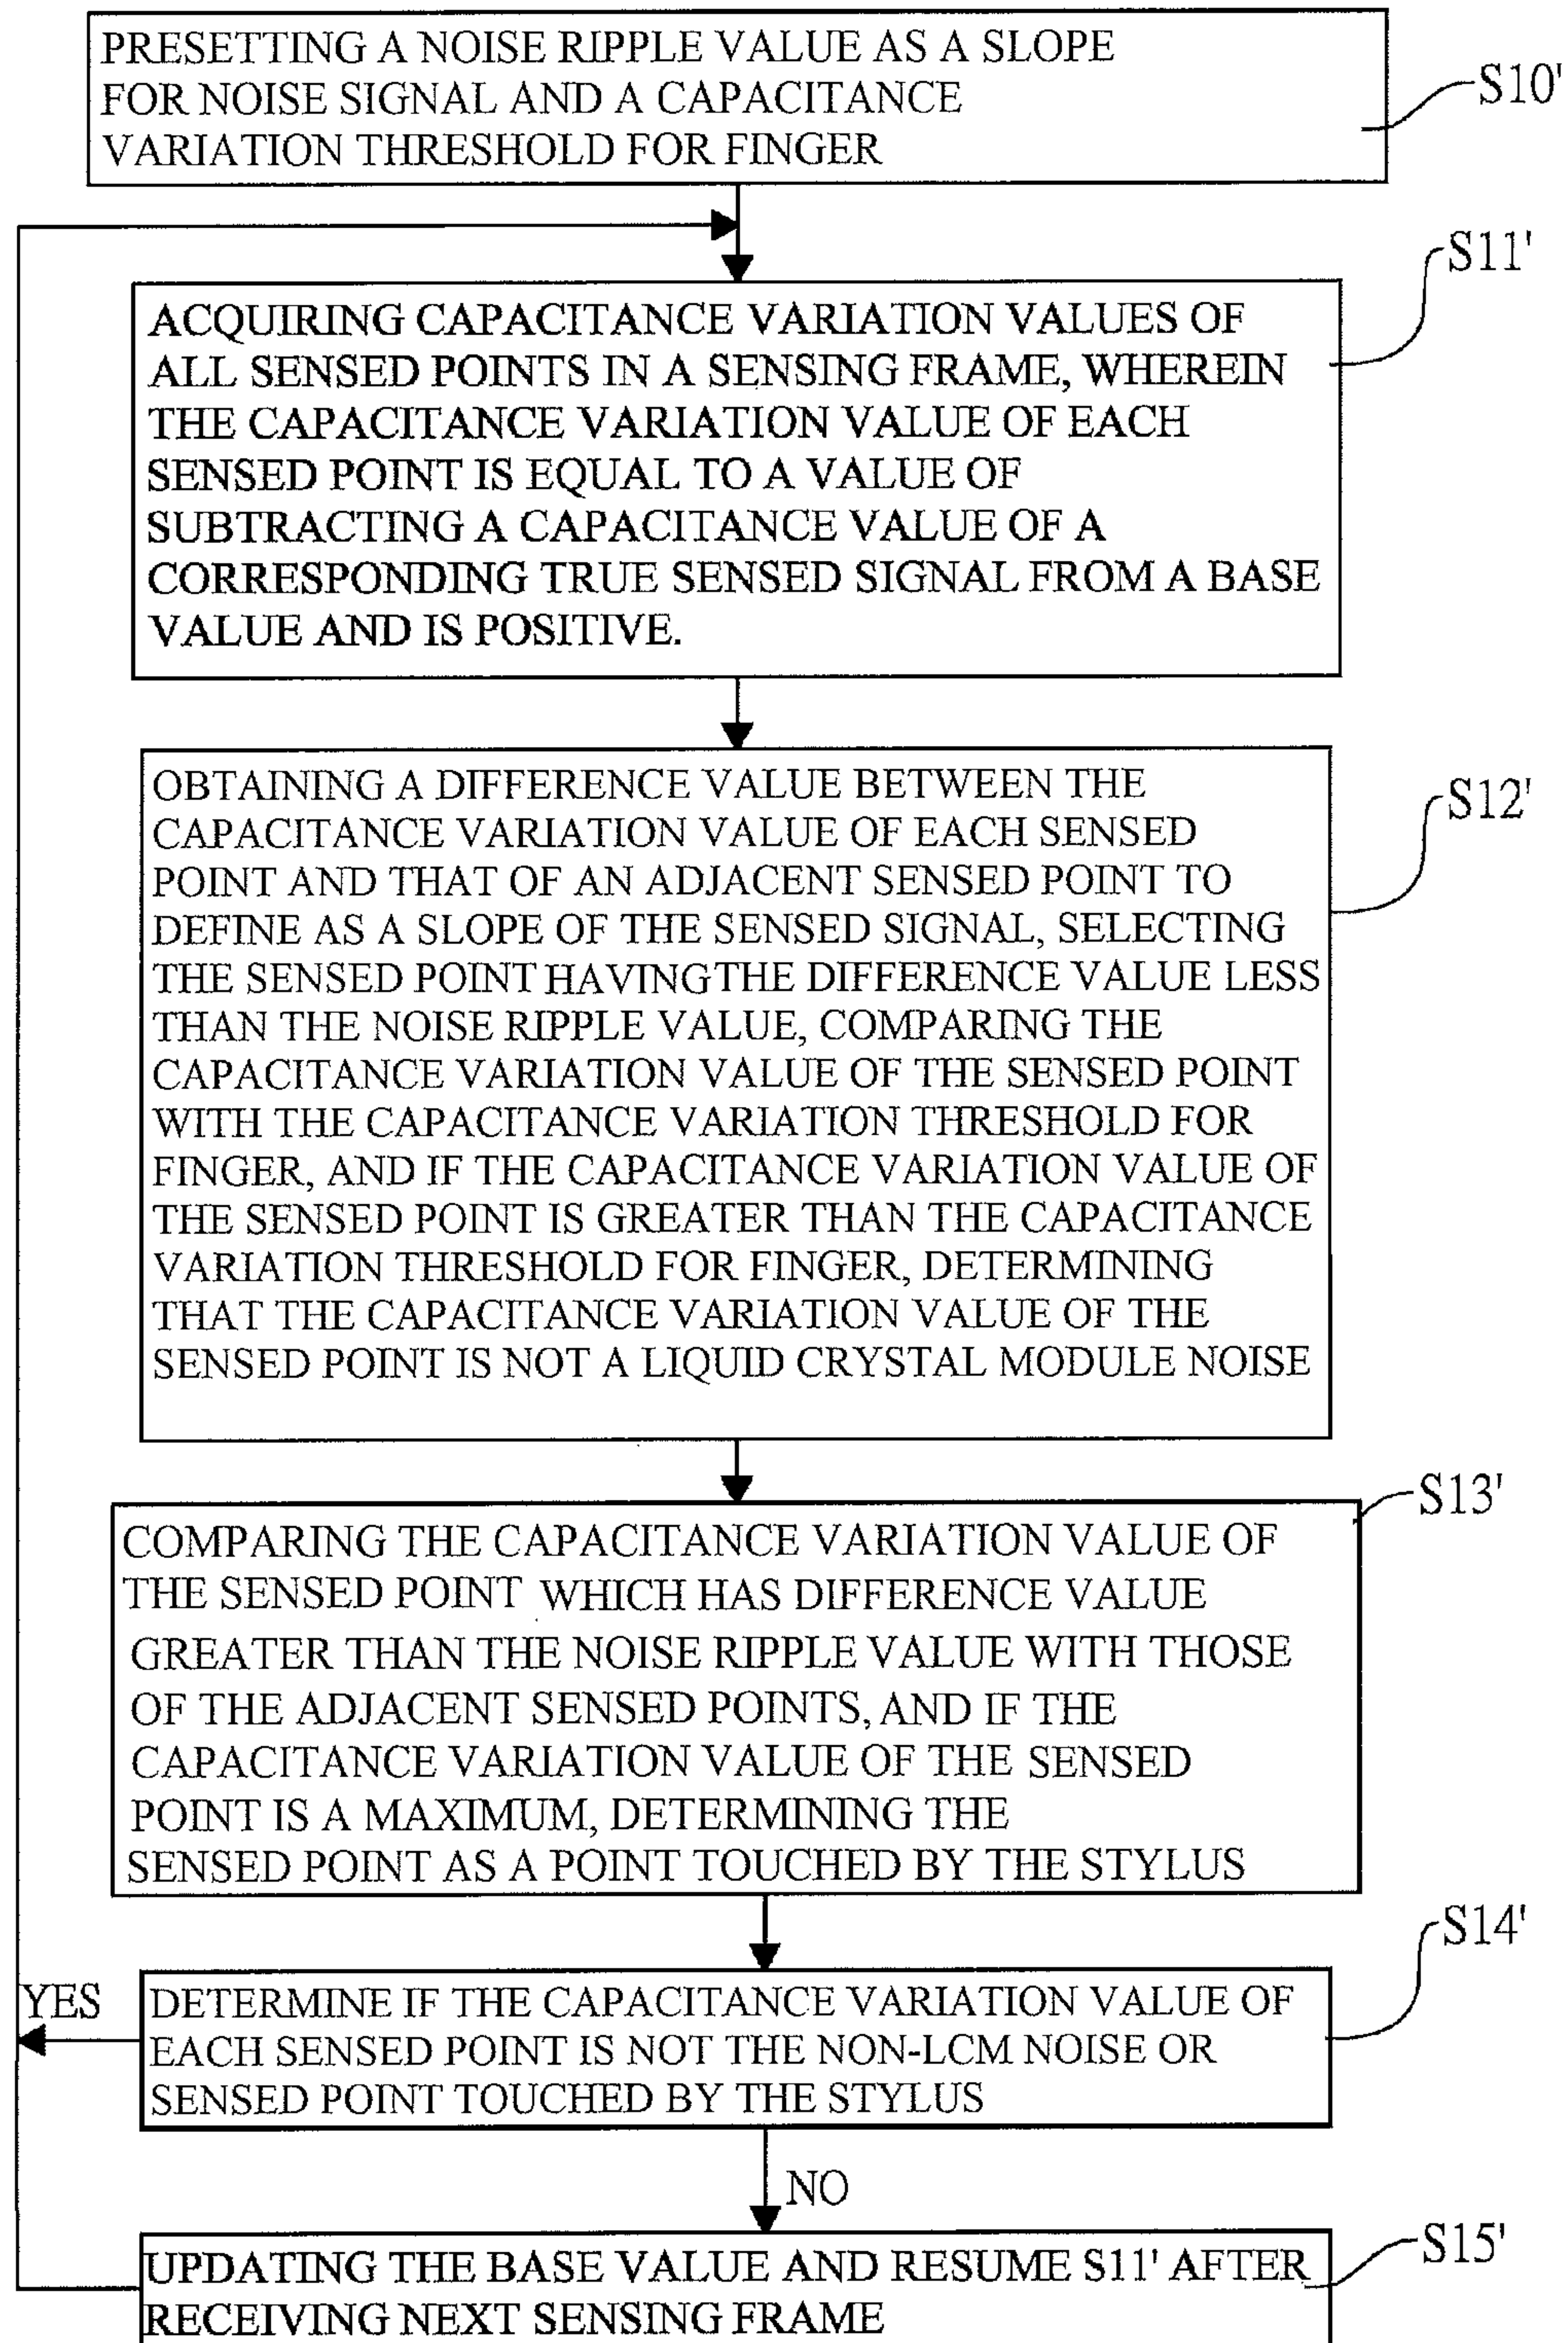 PRESETTING A NOISE RIPPLE VALUE AS A SLOPE
FOR NOISE SIGNAL AND A CAPACITANCE
VARIATION THRESHOLD FOR FINGER
S10'
S11'
ACQUIRING CAPACITANCE VARIATION VALUES OF
ALL SENSED POINTS IN A SENSING FRAME, WHEREIN
THE CAPACITANCE VARIATION VALUE OF EACH
SENSED POINT IS EQUAL TO A VALUE OF
SUBTRACTING A CAPACITANCE VALUE OF A
CORRESPONDING TRUE SENSED SIGNAL FROM A BASE
VALUE AND IS POSITIVE.
S12'
OBTAINING A DIFFERENCE VALUE BETWEEN THE
CAPACITANCE VARIATION VALUE OF EACH SENSED
POINT AND THAT OF AN ADJACENT SENSED POINT TO
DEFINE AS A SLOPE OF THE SENSED SIGNAL, SELECTING
THE SENSED POINT HAVING THE DIFFERENCE VALUE LESS
THAN THE NOISE RIPPLE VALUE, COMPARING THE
CAPACITANCE VARIATION VALUE OF THE SENSED POINT
WITH THE CAPACITANCE VARIATION THRESHOLD FOR
FINGER, AND IF THE CAPACITANCE VARIATION VALUE OF
THE SENSED POINT IS GREATER THAN THE CAPACITANCE
VARIATION THRESHOLD FOR FINGER, DETERMINING
THAT THE CAPACITANCE VARIATION VALUE OF THE
SENSED POINT IS NOT A LIQUID CRYSTAL MODULE NOISE
S13'
COMPARING THE CAPACITANCE VARIATION VALUE OF
THE SENSED POINT WHICH HAS DIFFERENCE VALUE
GREATER THAN THE NOISE RIPPLE VALUE WITH THOSE
OF THE ADJACENT SENSED POINTS, AND IF THE
CAPACITANCE VARIATION VALUE OF THE SENSED
POINT IS A MAXIMUM, DETERMINING THE
SENSED POINT AS A POINT TOUCHED BY THE STYLUS
S14'
YES
DETERMINE IF THE CAPACITANCE VARIATION VALUE OF
EACH SENSED POINT IS NOT THE NON-LCM NOISE OR
SENSED POINT TOUCHED BY THE STYLUS
NO
S15'
UPDATING THE BASE VALUE AND RESUME S11' AFTER
RECEIVING NEXT SENSING FRAME